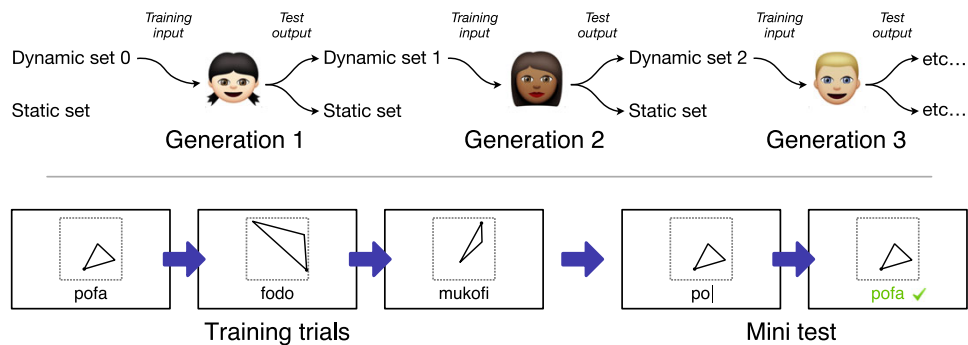 Training input Test output Training input Test output Training input Test output
Dynamic set 0 Dynamic set 1 Dynamic set 2 etc...
Static set Static set Static set etc...
Generation 1 Generation 2 Generation 3
pofa fodo mukofi po| pofa ✓
Training trials Mini test